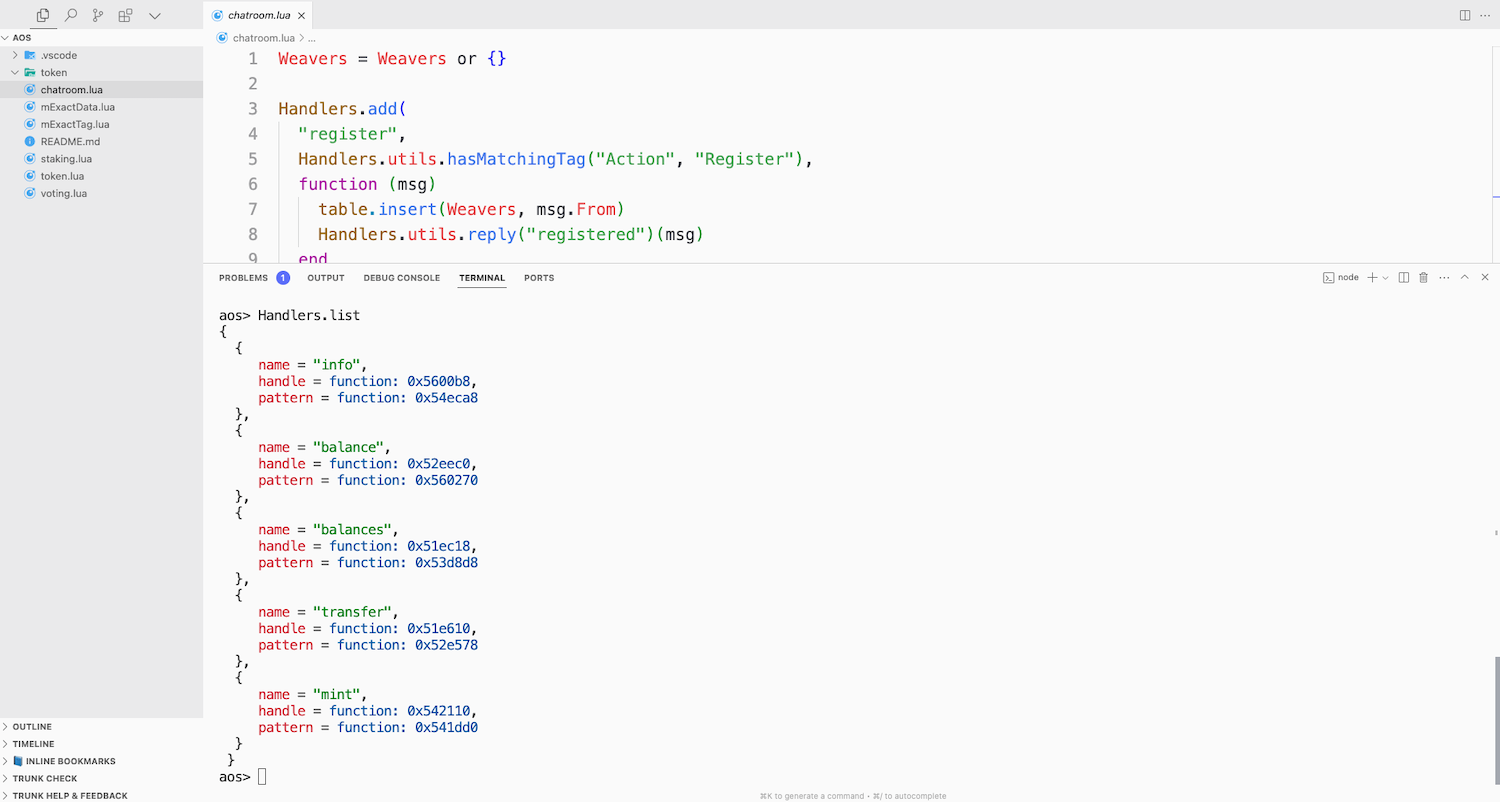 chatroom.lua
AOS
chatroom.lua > ...
.vscode
token
chatroom.lua
mExactData.lua
mExactTag.lua
README.md
staking.lua
token.lua
voting.lua
OUTLINE
TIMELINE
INLINE BOOKMARKS
TRUNK CHECK
TRUNK HELP & FEEDBACK
1 Weavers = Weavers or {}
2
3 Handlers.add(
4 "register",
5 Handlers.utils.hasMatchingTag("Action", "Register"),
6 function (msg)
7 table.insert(Weavers, msg.From)
8 Handlers.utils.reply("registered")(msg)
9 end
PROBLEMS 1 OUTPUT DEBUG CONSOLE TERMINAL PORTS node
aos> Handlers.list
{
{
name = "info",
handle = function: 0x5600b8,
pattern = function: 0x54eca8
},
{
name = "balance",
handle = function: 0x52eec0,
pattern = function: 0x560270
},
{
name = "balances",
handle = function: 0x51ec18,
pattern = function: 0x53d8d8
},
{
name = "transfer",
handle = function: 0x51e610,
pattern = function: 0x52e578
},
{
name = "mint",
handle = function: 0x542110,
pattern = function: 0x541dd0
}
}
aos>
⌘K to generate a command • ⌘/ to autocomplete